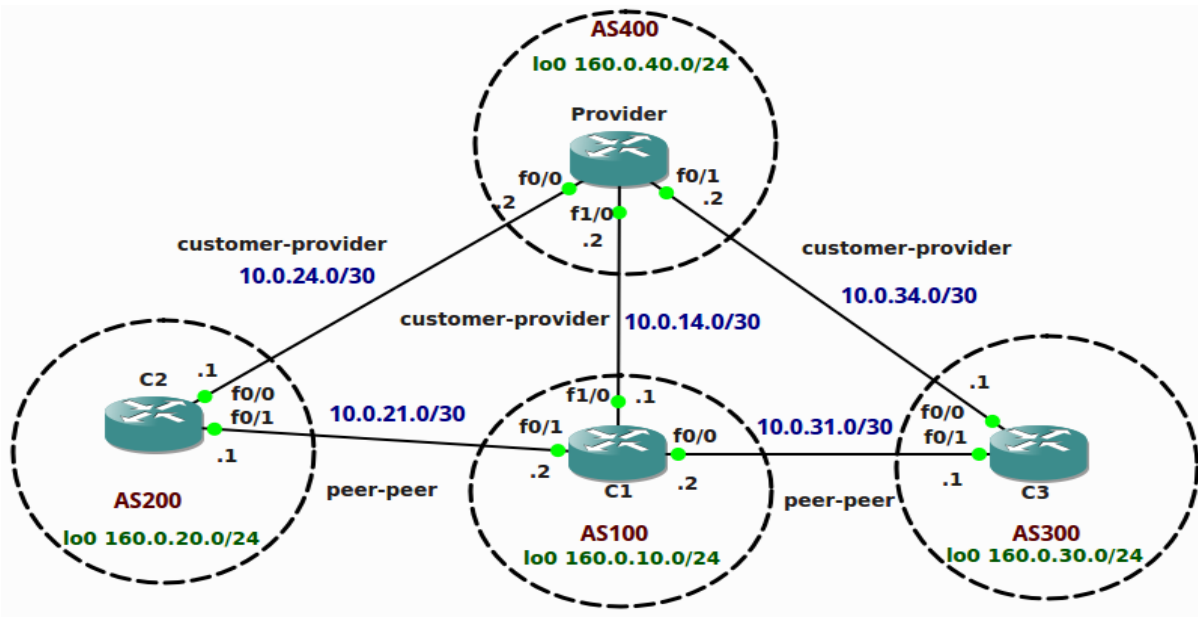 AS400
lo0 160.0.40.0/24
Provider
f0/0
f0/1
.2
.2
f1/0
.2
customer-provider
customer-provider
10.0.24.0/30
10.0.34.0/30
customer-provider
10.0.14.0/30
C2
.1
f0/0
f0/1
.1
10.0.21.0/30
f1/0
.1
f0/1
f0/0
.2
.2
C1
10.0.31.0/30
.1
f0/0
f0/1
.1
C3
peer-peer
peer-peer
AS200
lo0 160.0.20.0/24
AS100
lo0 160.0.10.0/24
AS300
lo0 160.0.30.0/24